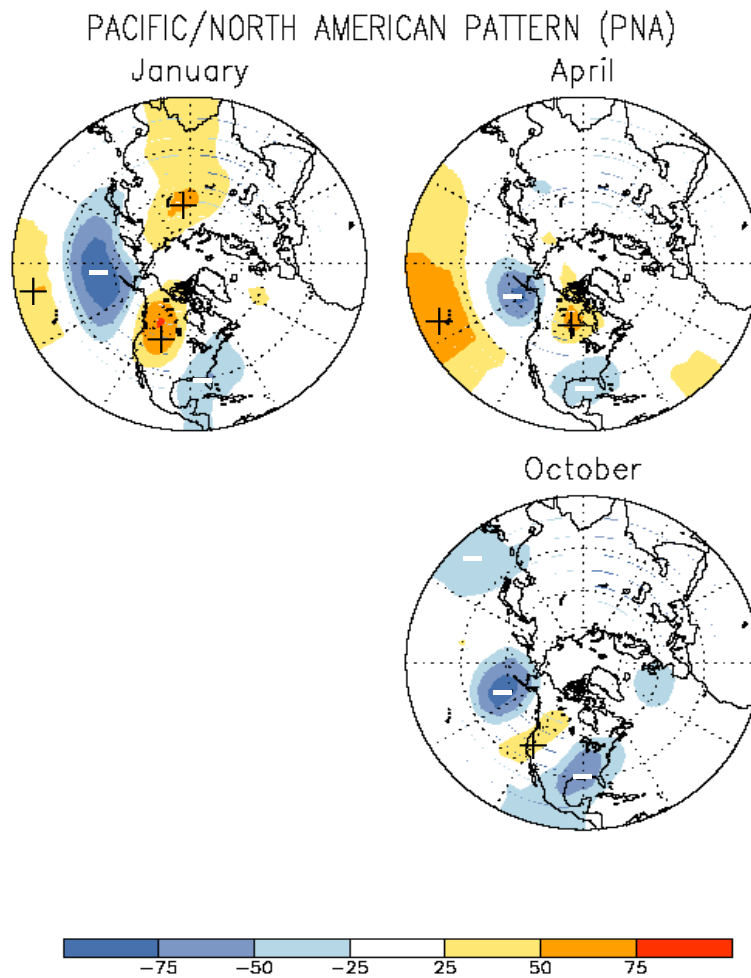 PACIFIC/NORTH AMERICAN PATTERN (PNA)
January
April
October
-75 -50 -25 25 50 75